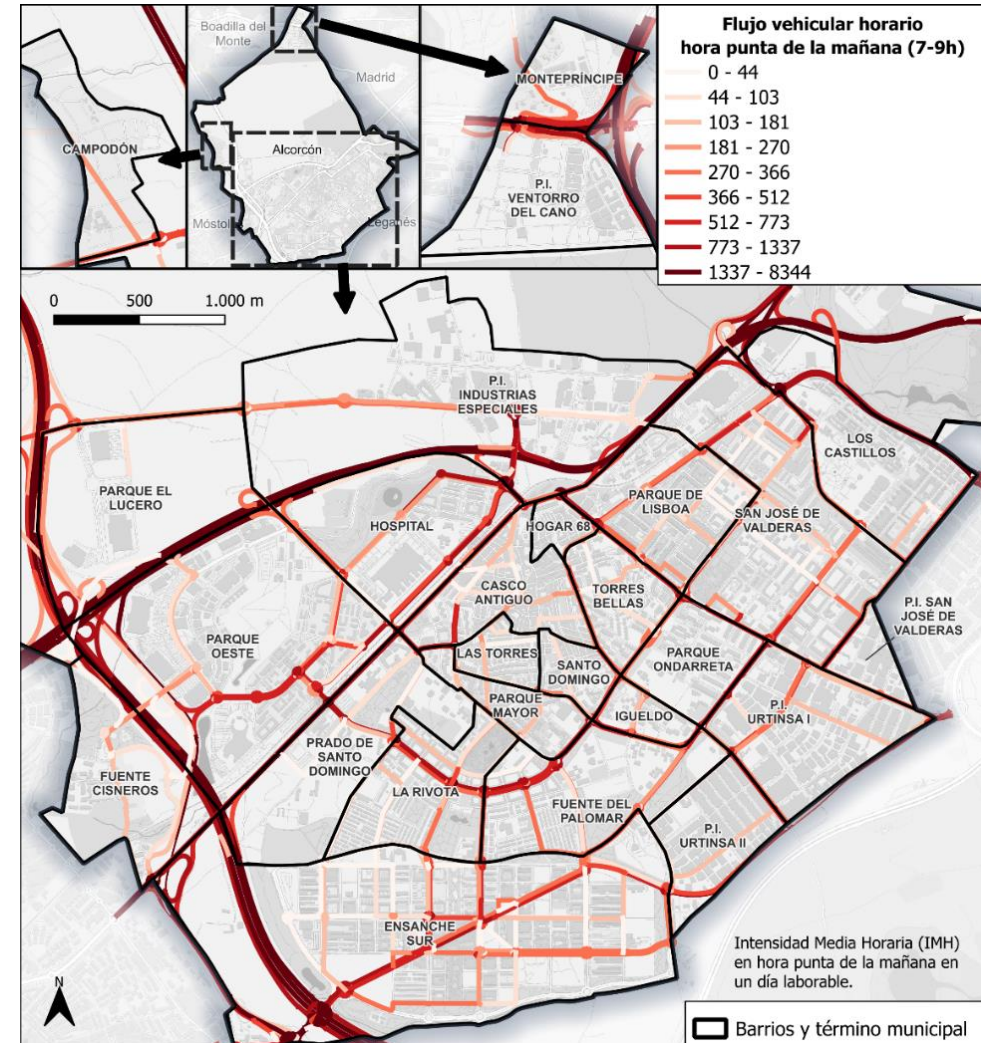 Boadilla del
Monte
Madrid
Alcorcón
Móstol
Leganés
CAMPODÓN
MONTEPRÍNCIPE
P.I.
VENTORRO
DEL CANO
Flujo vehicular horario
hora punta de la mañana (7-9h)
0 - 44
44 - 103
103 - 181
181 - 270
270 - 366
366 - 512
512 - 773
773 - 1337
1337 - 8344
0 500 1.000 m
P.I.
INDUSTRIAS
ESPECIALES
PARQUE EL
LUCERO
HOSPITAL
HOGAR 68
PARQUE DE
LISBOA
SAN JOSÉ DE
VALDERAS
LOS
CASTILLOS
CASCO
ANTIGUO
TORRES
BELLAS
P.I. SAN
JOSÉ DE
VALDERAS
PARQUE
OESTE
LAS TORRES
SANTO
DOMINGO
PARQUE
ONDARRETA
PARQUE
MAYOR
IGUELDO
P.I.
URTINSA I
PRADO DE
SANTO
DOMINGO
FUENTE
CISNEROS
LA RIVOTA
FUENTE DEL
PALOMAR
P.I.
URTINSA II
ENSANCHE
SUR
Intensidad Media Horaria (IMH)
en hora punta de la mañana en
un día laborable.
N
Barrios y término municipal